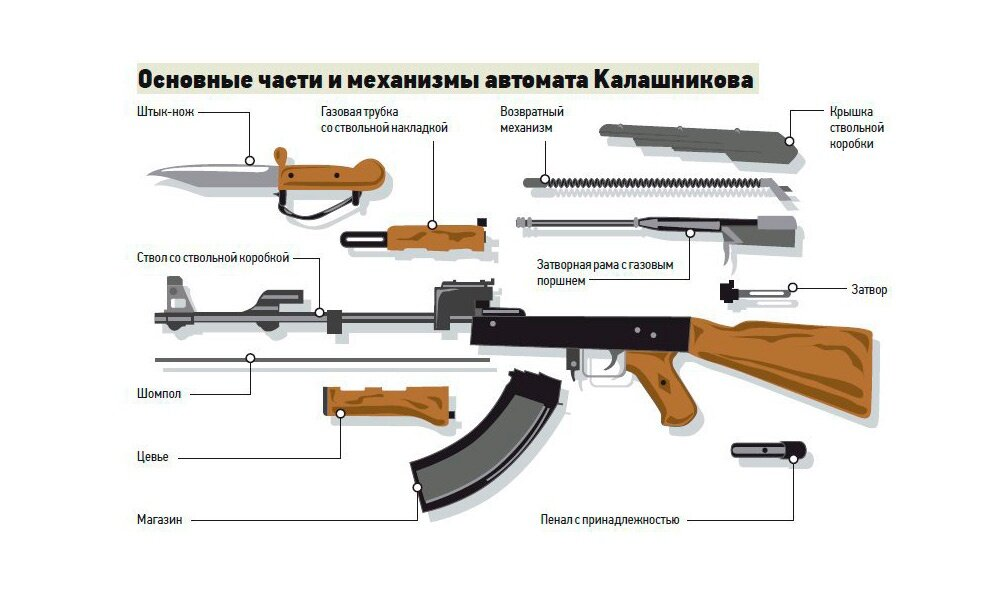 Основные части и механизмы автомата Калашникова
Штык-нож
Газовая трубка
со ствольной накладкой
Возвратный
механизм
Крышка
ствольной
коробки
Ствол со ствольной коробкой
Затворная рама с газовым
поршнем
Затвор
Шомпол
Цевье
Магазин
Пенал с принадлежностью